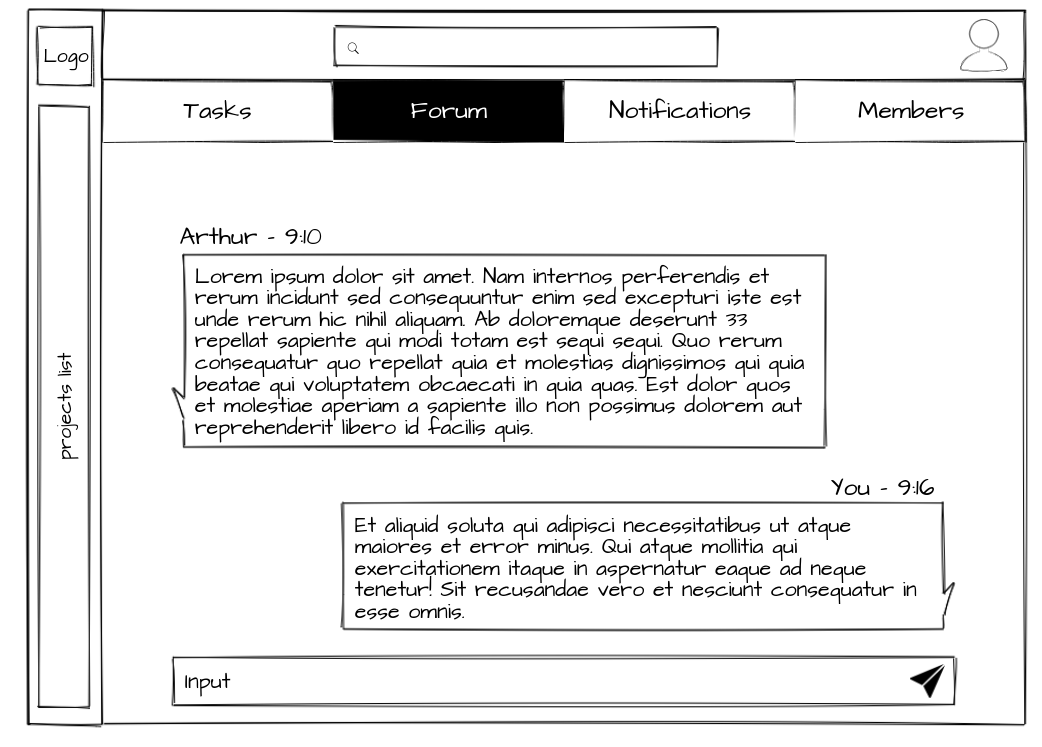 Logo
Tasks
Forum
Notifications
Members
projects list
Arthur - 9:10
Lorem ipsum dolor sit amet. Nam internos perferendis et
rerum incidunt sed consequuntur enim sed excepturi iste est
unde rerum hic nihil aliquam. Ab doloremque deserunt 33
repellat sapiente qui modi totam est sequi sequi. Quo rerum
consequatur quo repellat quia et molestias dignissimos qui quia
beatae qui voluptatem obcaecati in quia quas. Est dolor quos
et molestiae aperiam a sapiente illo non possimus dolorem aut
reprehenderit libero id facilis quis.
You - 9:16
Et aliquid soluta qui adipisci necessitatibus ut atque
maiores et error minus. Qui atque mollitia qui
exercitationem itaque in aspernatur eaque ad neque
tenetur! Sit recusandae vero et nesciunt consequatur in
esse omnis.
Input